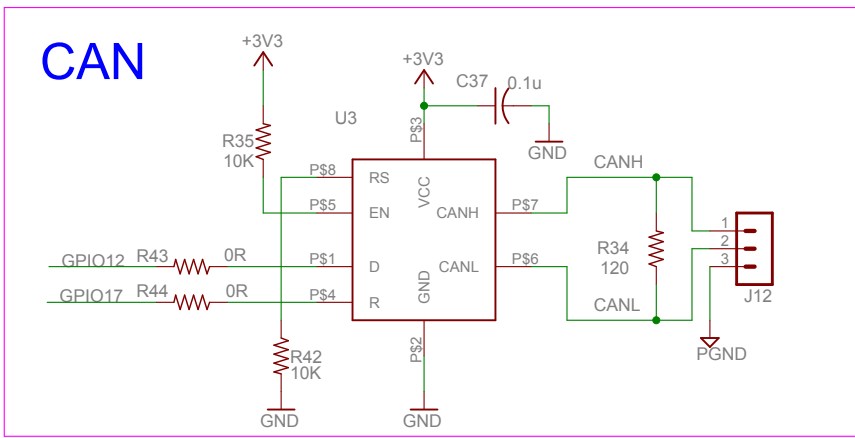 CAN
+3V3
+3V3
C37 0.1u
U3
P$3
R35
10K
GND
P$8 RS
VCC
CANH
P$5 EN
CANH P$7
GPIO12 R43 0R P$1 D
CANL P$6
R34
120
1
2
3
J12
GPIO17 R44 0R P$4 R
GND
CANL
P$2
R42
10K
PGND
GND
GND